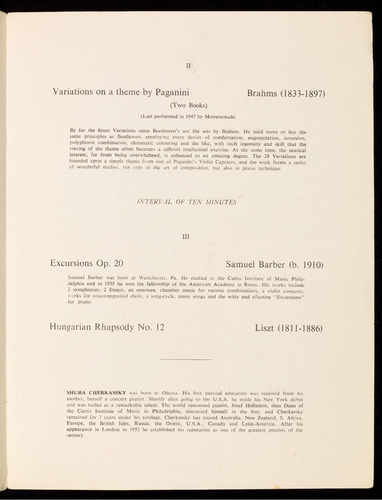 II
Variations on a theme by Paganini Brahms (1833-1897)
(Two Books)
(Last performed in 1947 by Moiseiwitsch)
By far the finest Variations since Beethoven's are the sets by Brahms. He used more or less the
same principles as Beethoven, employing every device of condensation, augmentation, inversion,
polyphonic combination, chromatic colouring and the like, with such ingenuity and skill that the
tracing of the theme often becomes a difficult intellectual exercise. At the same time, the musical
interest, far from being overwhelmed, is enhanced to an amazing degree. The 28 Variations are
founded upon a simple theme from one of Paganini's Violin Caprices, and the work forms a series
of wonderful studies, not only in the art of composition, but also in piano technique.
INTERVAL OF TEN MINUTES
III
Excursions Op. 20 Samuel Barber (b. 1910)
Samuel Barber was born at Westchester, Pa. He studied at the Curtis Institute of Music Phila-
delphia and in 1935 he won the fellowship of the American Academy in Rome. His works include
2 symphonies, 2 Essays, an overture, chamber music for various combinations, a violin concerto,
works for unaccompanied choir, a song-cycle, many songs and the witty and effective "Excursions"
for piano.
Hungarian Rhapsody No. 12 Liszt (1811-1886)
SHURA CHERKASSKY was born at Odessa. His first musical education was received from his
mother, herself a concert pianist. Shortly after going to the U.S.A. he made his New York debut
and was hailed as a remarkable talent. The world renowned pianist, Josef Hofmann, then Dean of
the Curtis Institute of Music in Philadelphia, interested himself in the boy, and Cherkassky
remained for 7 years under his tutelage. Cherkassky has toured Australia, New Zealand, S. Africa,
Europe, the British Isles, Russia, the Orient, U.S.A., Canada and Latin-America. After his
appearance in London in 1952 he established his reputation as one of the greatest pianists of the
century.